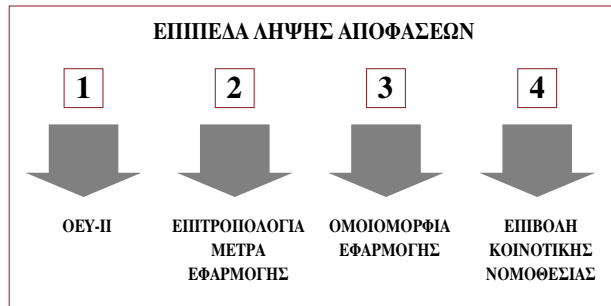 ΕΠΙΠΕΔΑ ΛΗΨΗΣ ΑΠΟΦΑΣΕΩΝ
1 2 3 4
ΟΕΥ-ΙΙ ΕΠΙΤΡΟΠΟΛΟΓΙΑ ΟΜΟΙΟΜΟΡΦΙΑ ΕΠΙΒΟΛΗ
ΜΕΤΡΑ ΕΦΑΡΜΟΓΗΣ ΚΟΙΝΟΤΙΚΗΣ
ΕΦΑΡΜΟΓΗΣ ΝΟΜΟΘΕΣΙΑΣ